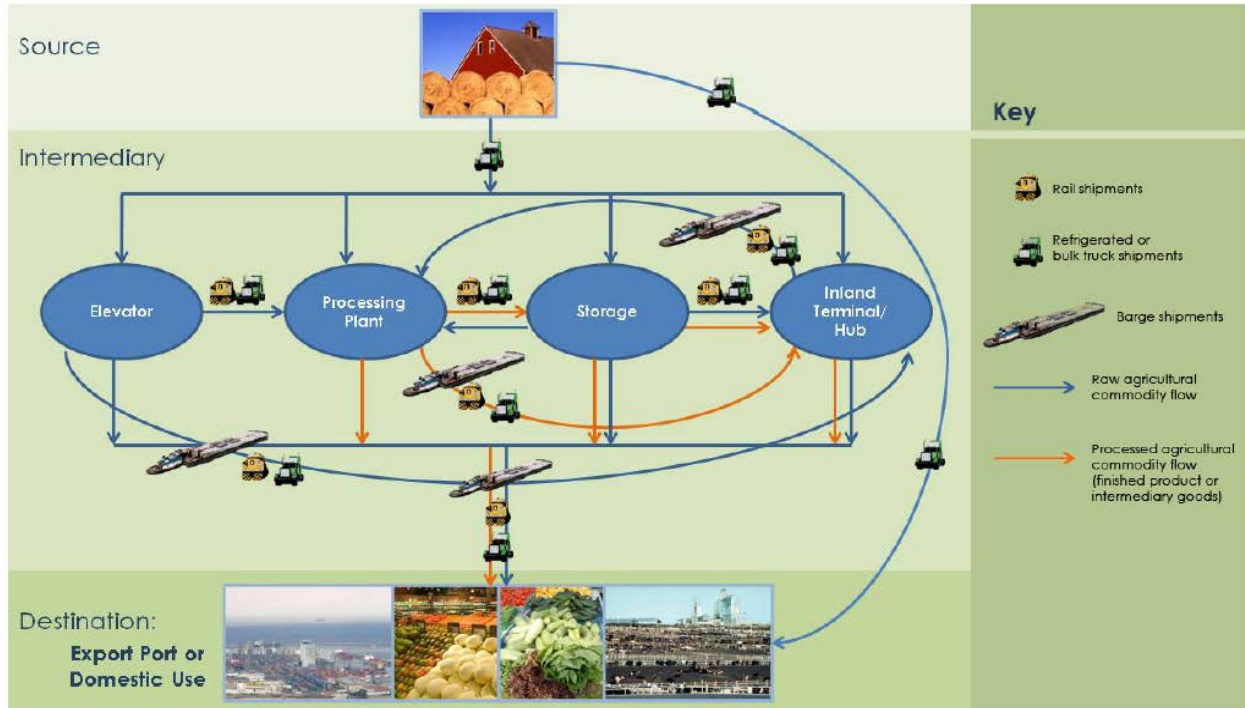 Source
Intermediary
Elevator
Processing
Plant
Storage
Inland
Terminal/
Hub
Destination:
Export Port or
Domestic Use
Key
Rail shipments
Refrigerated or
bulk truck shipments
Barge shipments
Raw agricultural
commodity flow
Processed agricultural
commodity flow
(finished product or
intermediary goods)